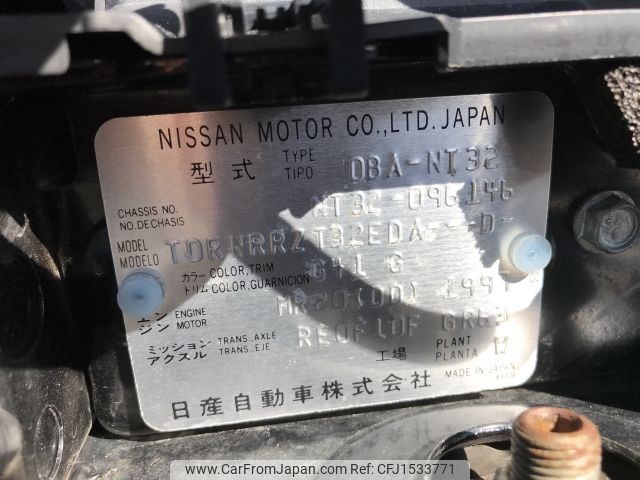 NISSAN MOTOR CO.,LTD. JAPAN
型式 TYPE TIPO DBA-NT32
CHASSIS NO. NO.DECHASIS NT32-096146
MODEL MODELO TDRNRRZ T32EDA---D-
カラー COLOR,TRIM トリム COLOR,GUARNICION G41 G
エンジン ENGINE MOTOR MR20(DD) 1997
ミッション アクスル TRANS.,AXLE TRANS.,EJE RE0F10F GR63
工場 PLANT PLANTA
日産自動車株式会社 MADE IN JAPAN
www.CarFromJapan.com | Ref. No. CFJ1533771